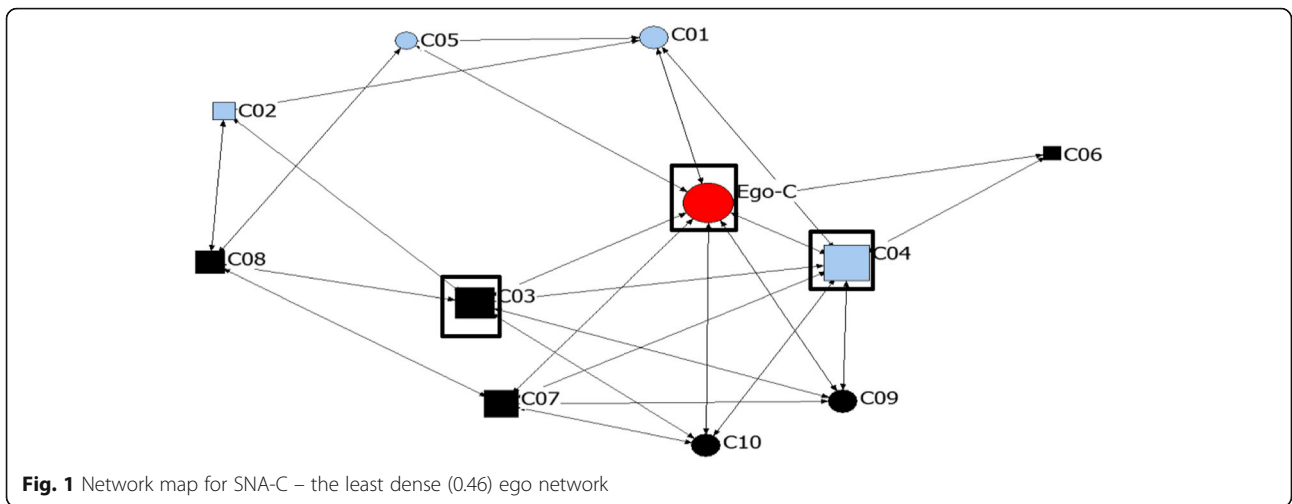 C05
C01
C02
C06
Ego-C
C04
C08
C03
C07
C09
C10
Fig. 1 Network map for SNA-C – the least dense (0.46) ego network